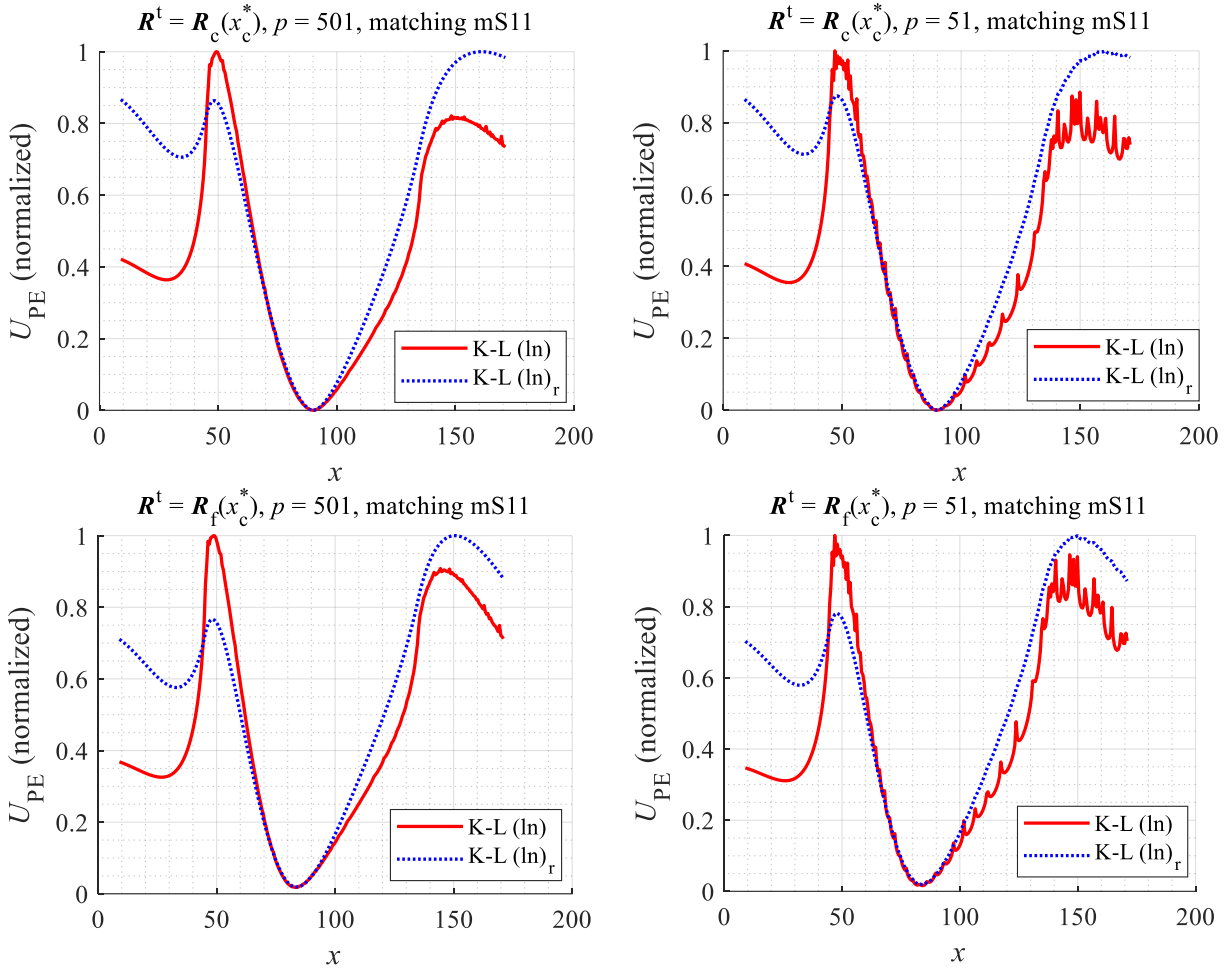 R^t = R_c(x_c^*), p = 501, matching mS11
U_PE (normalized)
1
0.8
0.6
0.4
0.2
0
0 50 100 150 200
x
K-L (ln)
K-L (ln)_r
R^t = R_c(x_c^*), p = 51, matching mS11
U_PE (normalized)
1
0.8
0.6
0.4
0.2
0
0 50 100 150 200
x
K-L (ln)
K-L (ln)_r
R^t = R_f(x_c^*), p = 501, matching mS11
U_PE (normalized)
1
0.8
0.6
0.4
0.2
0
0 50 100 150 200
x
K-L (ln)
K-L (ln)_r
R^t = R_f(x_c^*), p = 51, matching mS11
U_PE (normalized)
1
0.8
0.6
0.4
0.2
0
0 50 100 150 200
x
K-L (ln)
K-L (ln)_r